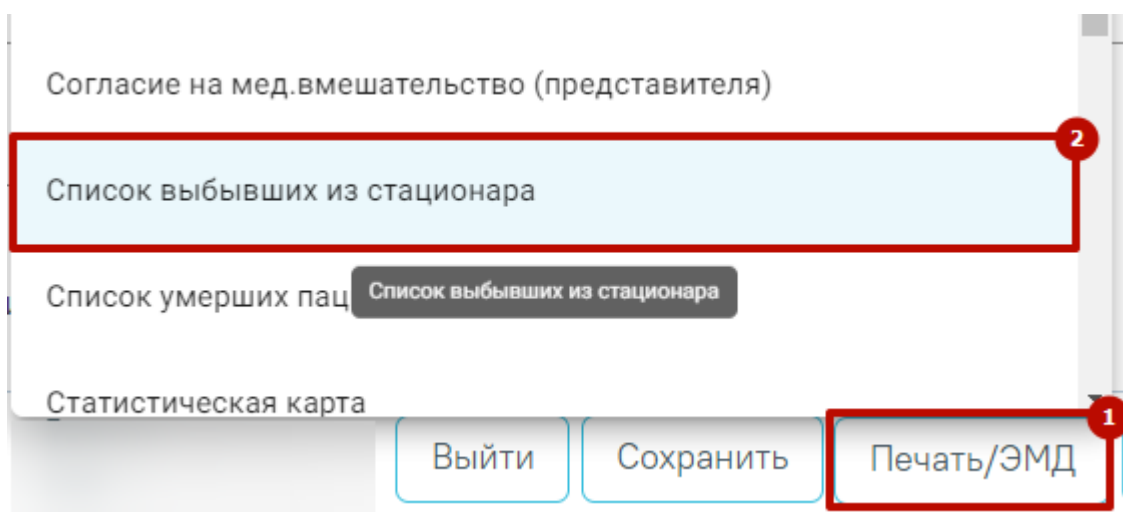 Согласие на мед.вмешательство (представителя)
2
Список выбывших из стационара
Список умерших пац
Список выбывших из стационара
Статистическая карта
1
Выйти
Сохранить
Печать/ЭМД